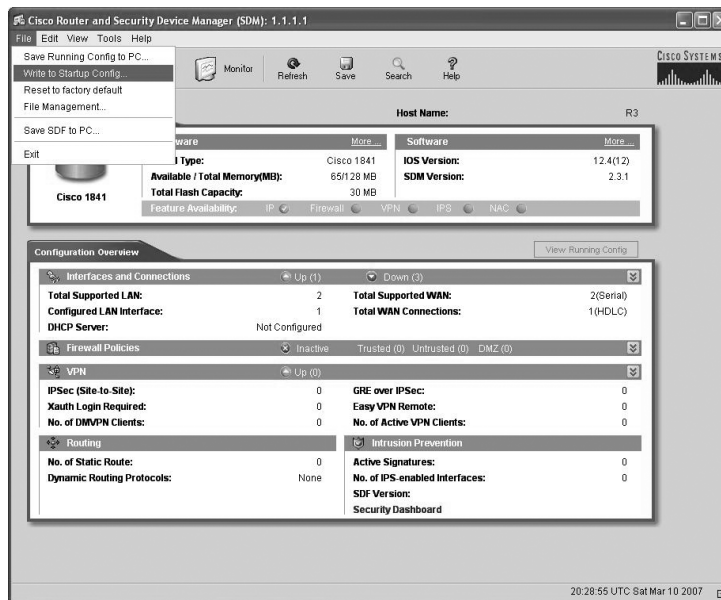 Cisco Router and Security Device Manager (SDM): 1.1.1.1
File Edit View Tools Help
Save Running Config to PC...
Write to Startup Config...
Reset to factory default
File Management...
Save SDF to PC...
Exit
Monitor Refresh Save Search Help
CISCO SYSTEMS
Host Name: R3
ware More ...
l Type: Cisco 1841
Available / Total Memory(MB): 65/128 MB
Total Flash Capacity: 30 MB
Cisco 1841
Software More ...
IOS Version: 12.4(12)
SDM Version: 2.3.1
Feature Availability: IP Firewall VPN IPS NAC
Configuration Overview View Running Config
Interfaces and Connections Up (1) Down (3)
Total Supported LAN: 2 Total Supported WAN: 2(Serial)
Configured LAN Interface: 1 Total WAN Connections: 1(HDLC)
DHCP Server: Not Configured
Firewall Policies Inactive Trusted (0) Untrusted (0) DMZ (0)
VPN Up (0)
IPSec (Site-to-Site): 0 GRE over IPSec: 0
Xauth Login Required: 0 Easy VPN Remote: 0
No. of DMVPN Clients: 0 No. of Active VPN Clients: 0
Routing
No. of Static Route: 0
Dynamic Routing Protocols: None
Intrusion Prevention
Active Signatures: 0
No. of IPS-enabled Interfaces: 0
SDF Version:
Security Dashboard
20:28:55 UTC Sat Mar 10 2007